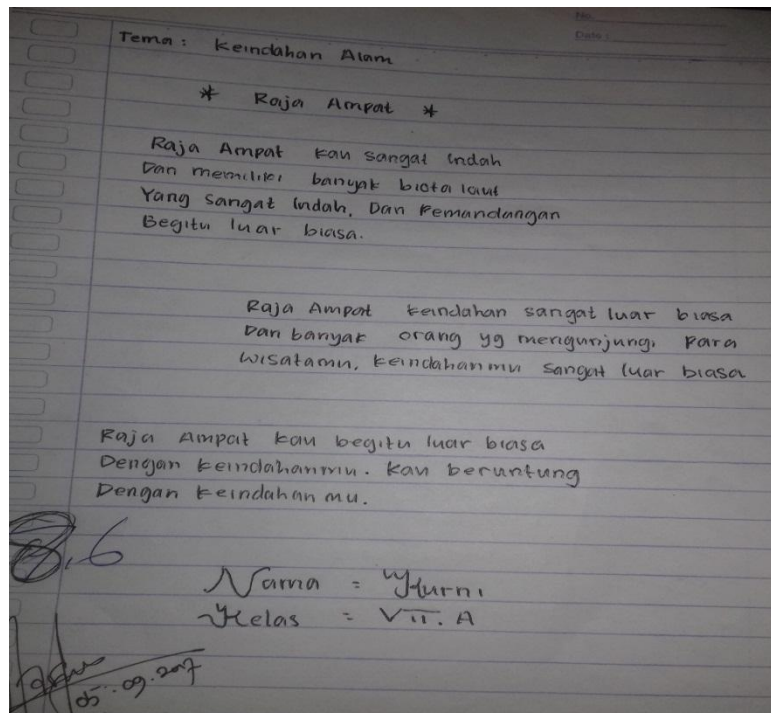 No.
Date :
Tema : Keindahan Alam
* Raja Ampat *
Raja Ampat kau sangat indah
Dan memiliki banyak biota laut
Yang sangat indah, Dan Pemandangan
Begitu luar biasa.
Raja Ampat keindahan sangat luar biasa
Dan banyak orang yg mengunjungi Para
Wisatamu, keindahanmu sangat luar biasa
Raja Ampat kau begitu luar biasa
Dengan keindahanmu. kau beruntung
Dengan keindahan mu.
8,6
Nama =
Kelas = VII. A
05.09.2017